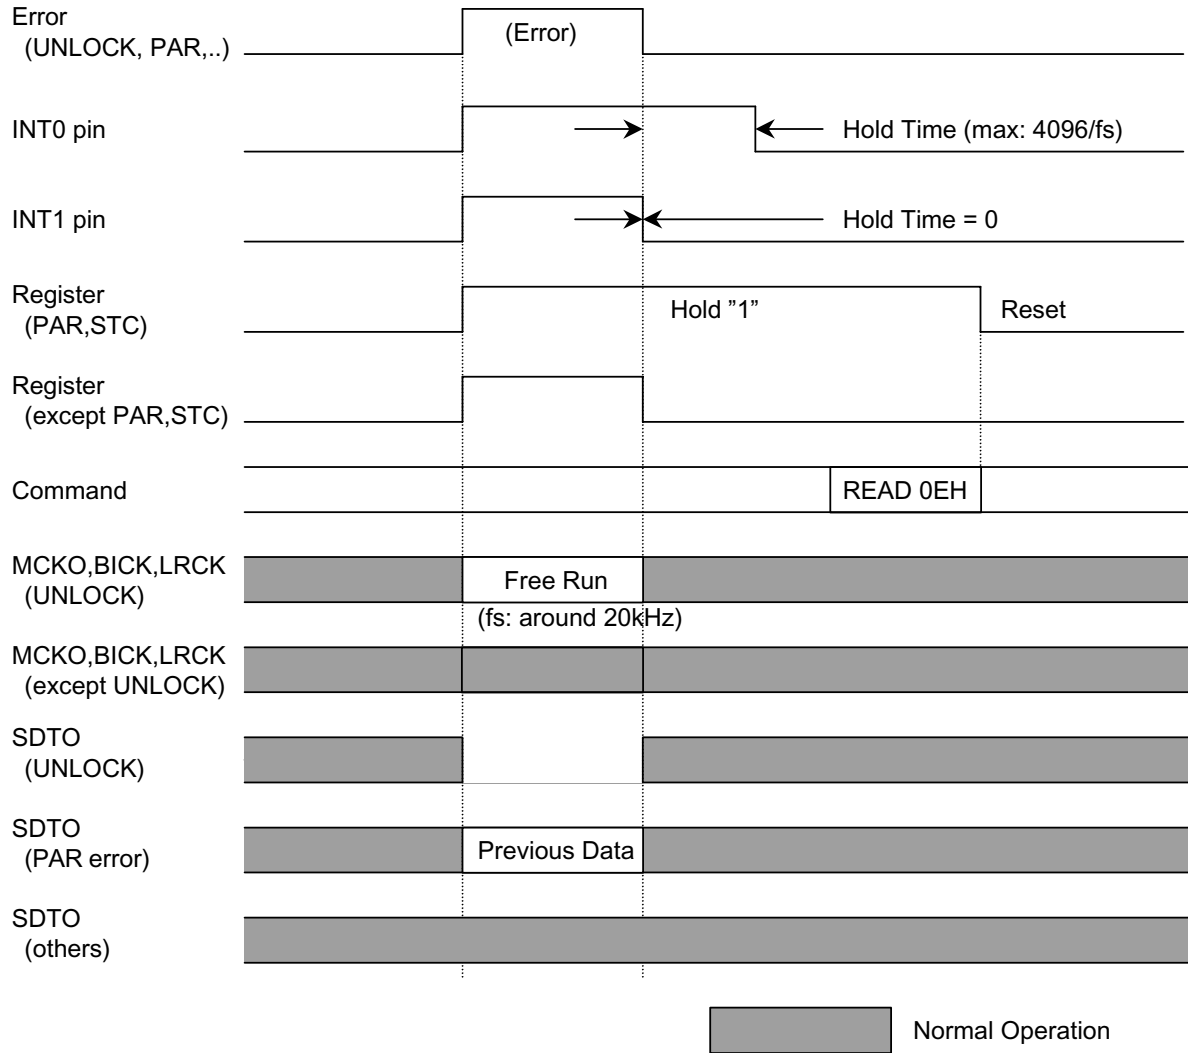 Error
(UNLOCK, PAR,..)
(Error)
INT0 pin
Hold Time (max: 4096/fs)
INT1 pin
Hold Time = 0
Register
(PAR,STC)
Hold ”1”
Reset
Register
(except PAR,STC)
Command
READ 0EH
MCKO,BICK,LRCK
(UNLOCK)
Free Run
(fs: around 20kHz)
MCKO,BICK,LRCK
(except UNLOCK)
SDTO
(UNLOCK)
SDTO
(PAR error)
Previous Data
SDTO
(others)
Normal Operation